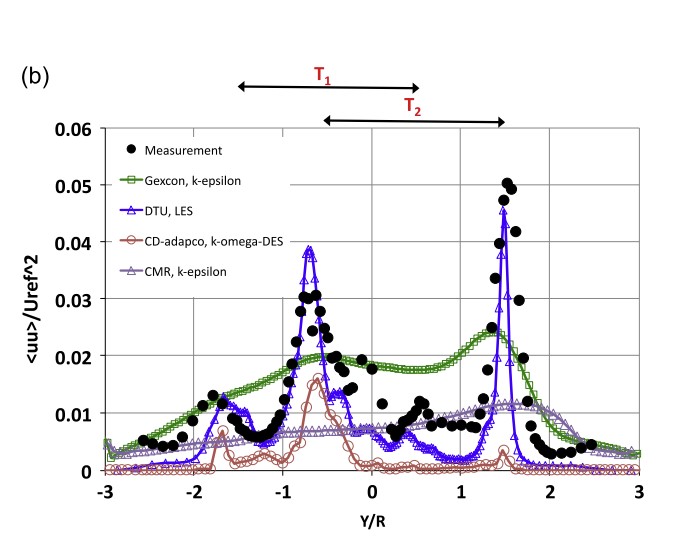 (b)
T1
T2
0.06
0.05
0.04
0.03
0.02
0.01
0
<uu>/Uref^2
Measurement
Gexcon, k-epsilon
DTU, LES
CD-adapco, k-omega-DES
CMR, k-epsilon
-3 -2 -1 0 1 2 3
Y/R